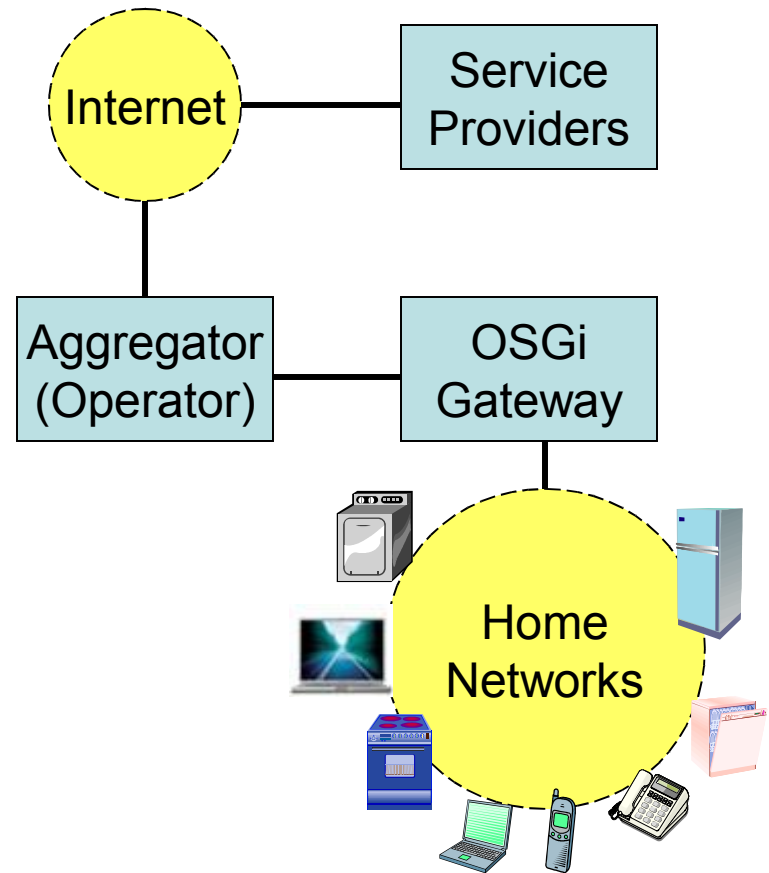 Internet
Service
Providers
Aggregator
(Operator)
OSGi
Gateway
Home
Networks